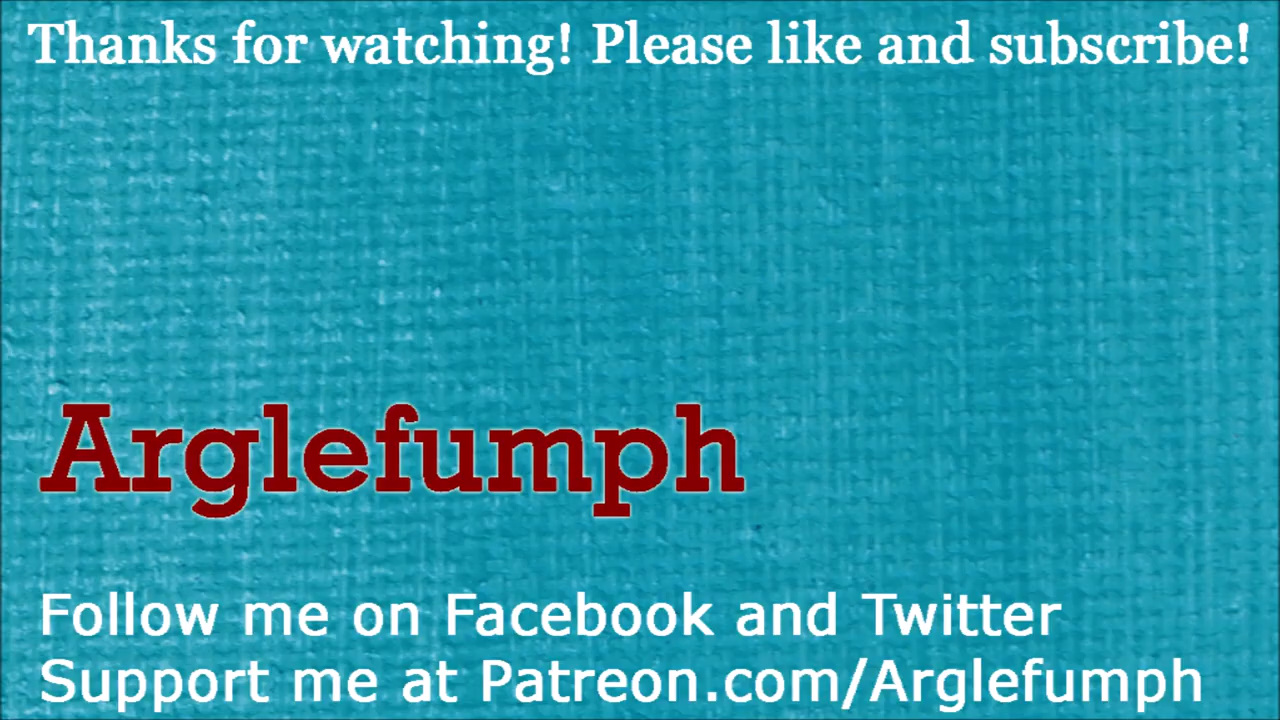 Thanks for watching! Please like and subscribe!
Arglefumph
Follow me on Facebook and Twitter
Support me at Patreon.com/Arglefumph